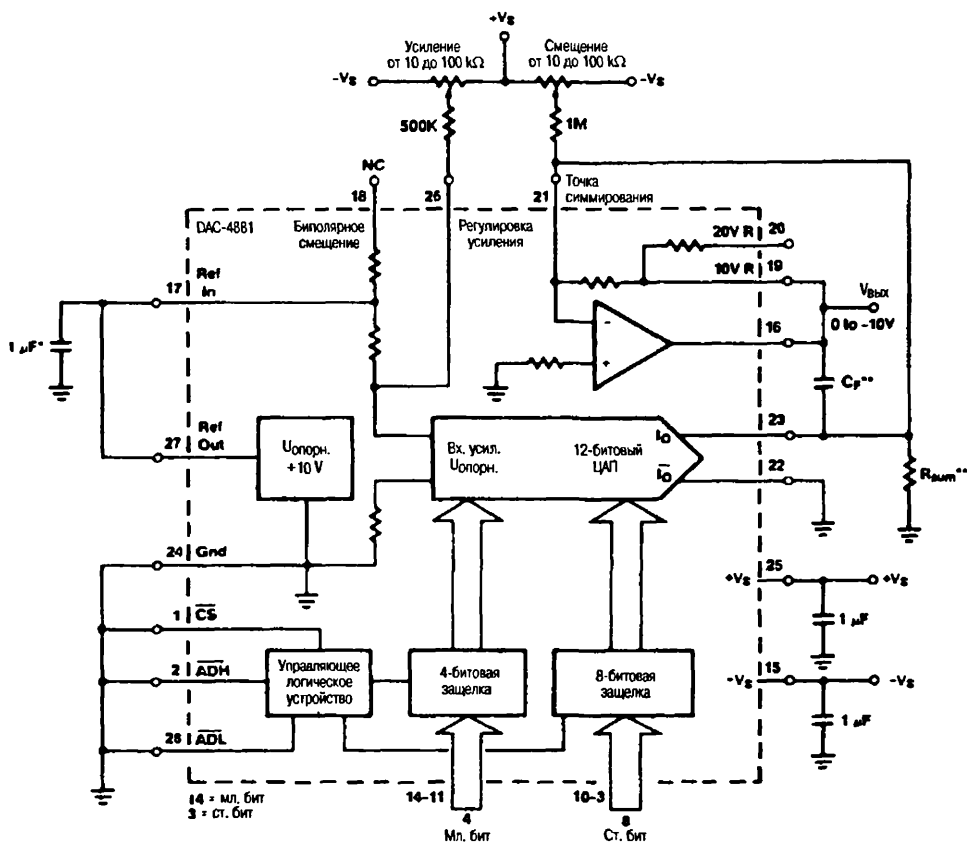 +Vs
Усиление
от 10 до 100 kΩ
Смещение
от 10 до 100 kΩ
-Vs
-Vs
500K
1M
NC
18
26
21
Точка
симмирования
DAC-4881
Биполярное
смещение
Регулировка
усиления
20V R
20
10V R
19
17
Ref
In
Vвых
0 to -10V
16
1 µF*
CF**
27
Ref
Out
Uопорн.
+10 V
Вх. усил.
Uопорн.
12-битовый
ЦАП
IO
IO
23
22
Rsum**
24
Gnd
25
+Vs
+Vs
1
CS
1 µF
2
ADH
Управляющее
логическое
устройство
4-битовая
защелка
8-битовая
защелка
15
-Vs
-Vs
28
ADL
1 µF
14 = мл. бит
3 = ст. бит
14-11
10-3
4
8
Мл. бит
Ст. бит